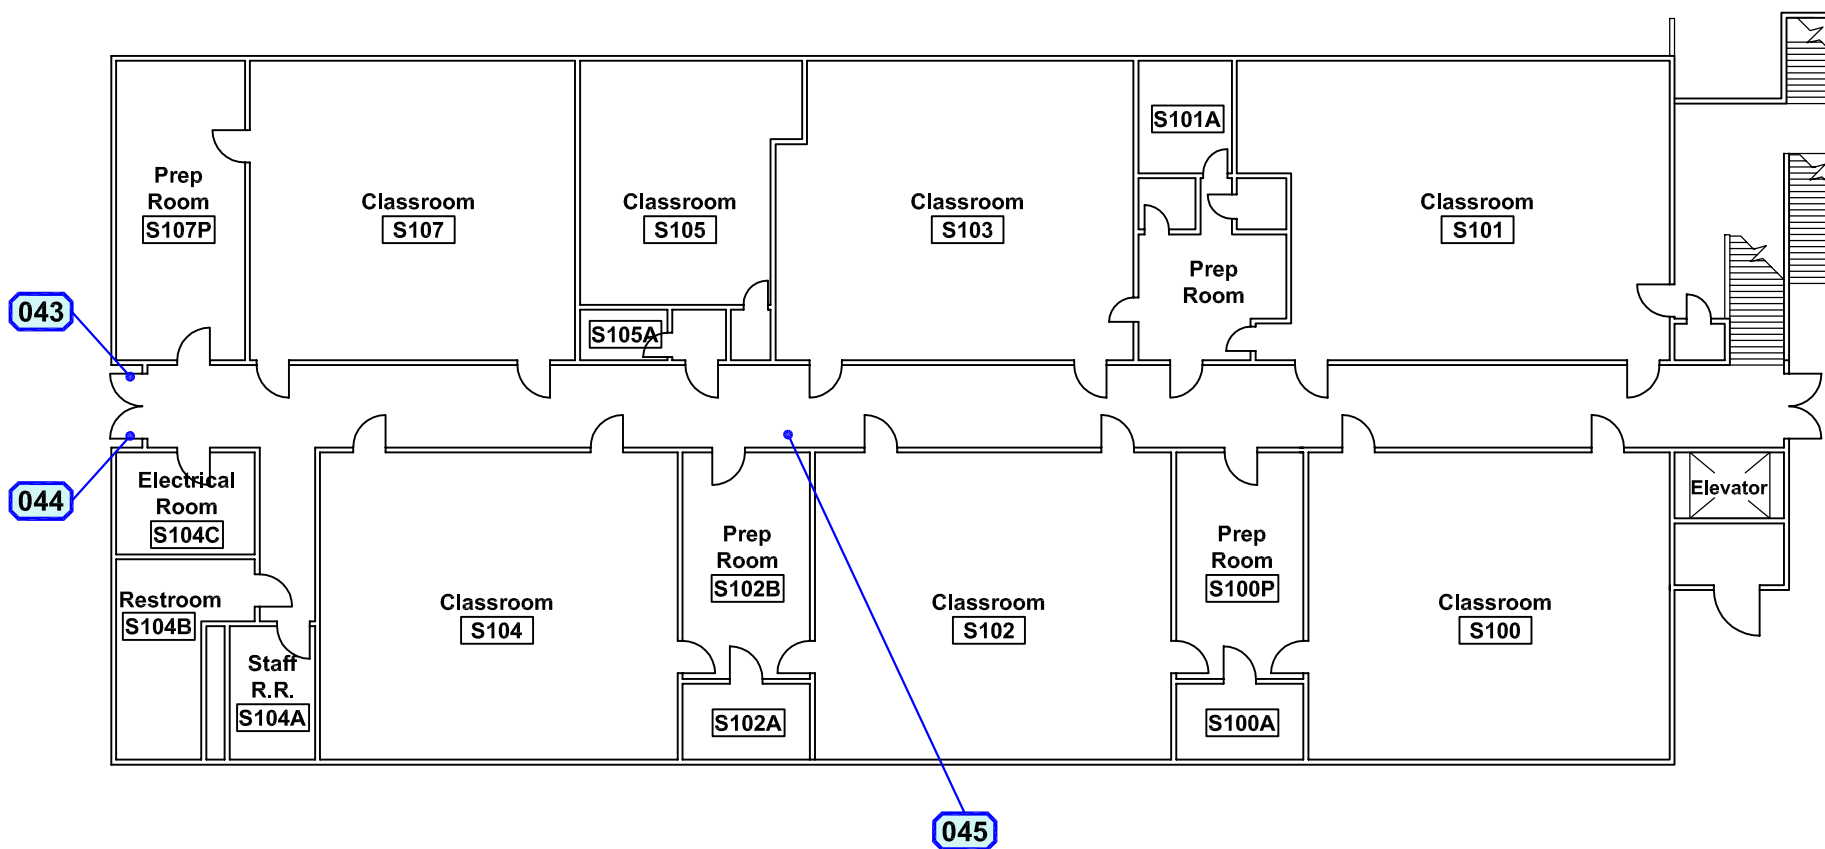 S101A
Prep
Room
S107P
Classroom
S107
Classroom
S105
Classroom
S103
Classroom
S101
Prep
Room
043
S105A
044
Electrical
Room
S104C
Elevator
Prep
Room
S102B
Prep
Room
S100P
Restroom
S104B
Classroom
S104
Classroom
S102
Classroom
S100
Staff
R.R.
S104A
S102A
S100A
045